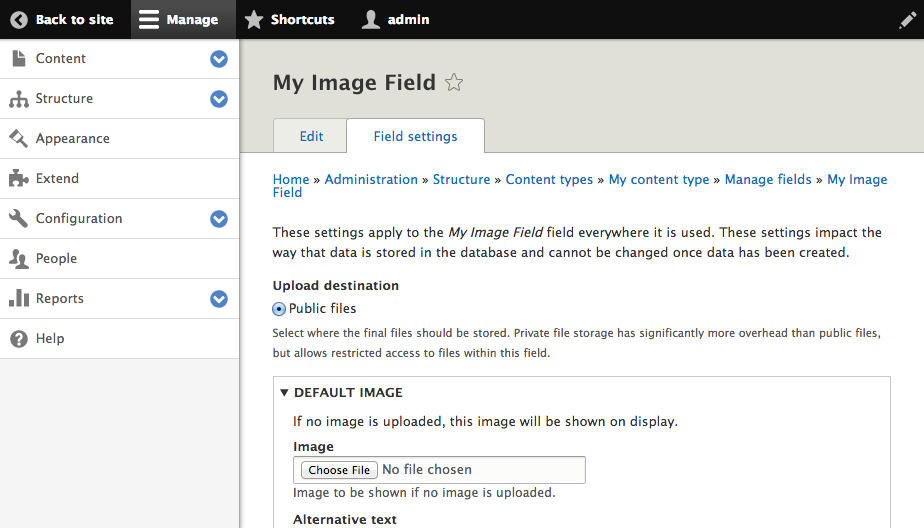 Back to site
Manage
Shortcuts
admin
Content
Structure
Appearance
Extend
Configuration
People
Reports
Help
My Image Field
Edit
Field settings
Home » Administration » Structure » Content types » My content type » Manage fields » My Image
Field
These settings apply to the My Image Field field everywhere it is used. These settings impact the
way that data is stored in the database and cannot be changed once data has been created.
Upload destination
Public files
Select where the final files should be stored. Private file storage has significantly more overhead than public files,
but allows restricted access to files within this field.
DEFAULT IMAGE
If no image is uploaded, this image will be shown on display.
Image
Choose File No file chosen
Image to be shown if no image is uploaded.
Alternative text